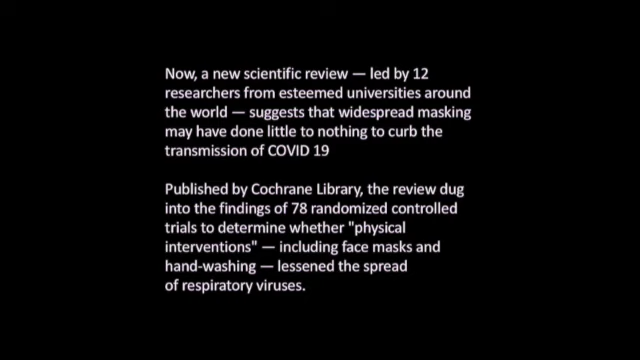 Now, a new scientific review — led by 12
researchers from esteemed universities around
the world — suggests that widespread masking
may have done little to nothing to curb the
transmission of COVID 19
Published by Cochrane Library, the review dug
into the findings of 78 randomized controlled
trials to determine whether "physical
interventions" — including face masks and
hand-washing — lessened the spread
of respiratory viruses.